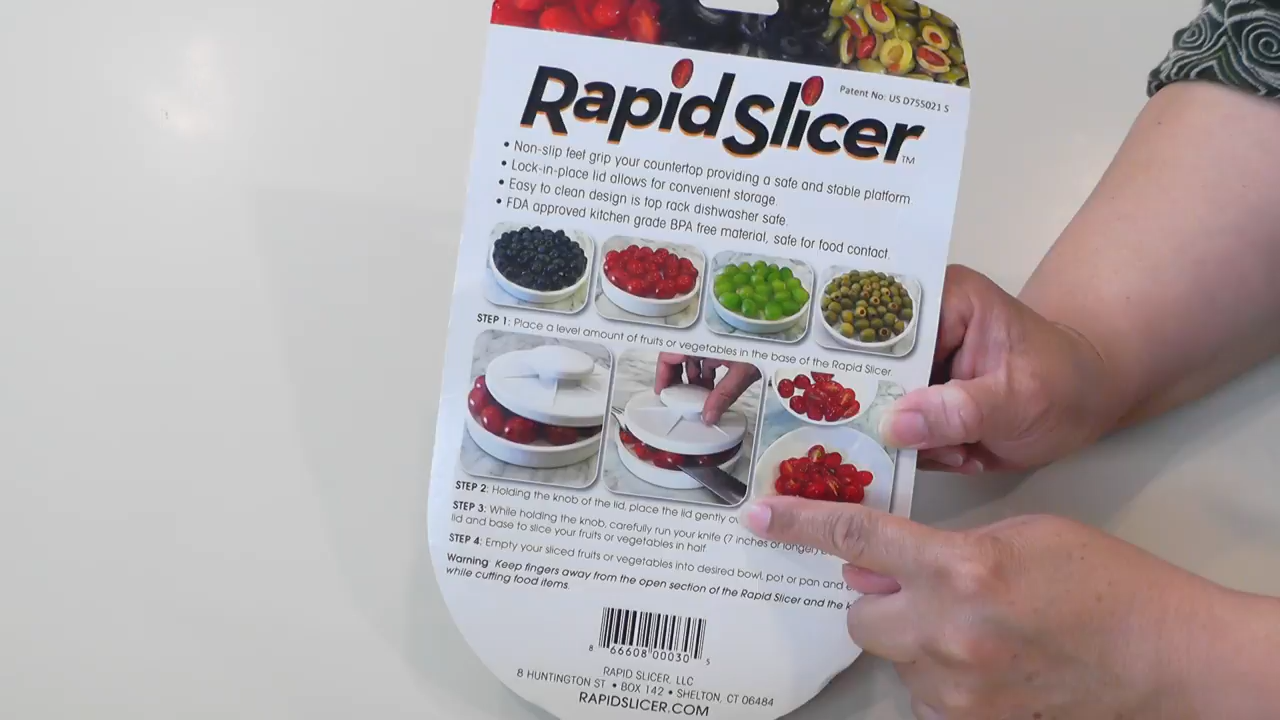 Rapid Slicer™
Patent No: US D755021 S
• Non-slip feet grip your countertop providing a safe and stable platform
• Lock-in-place lid allows for convenient storage.
• Easy to clean design is top rack dishwasher safe.
• FDA approved kitchen grade BPA free material, safe for food contact.
STEP 1: Place a level amount of fruits or vegetables in the base of the Rapid Slicer.
STEP 2: Holding the knob of the lid, place the lid gently
STEP 3: While holding the knob, carefully run your knife (7 inches or longer)
lid and base to slice your fruits or vegetables in half
STEP 4: Empty your sliced fruits or vegetables into desired bowl, pot or pan and
Warning: Keep fingers away from the open section of the Rapid Slicer and the
while cutting food items.
8 66608 00030 5
RAPID SLICER, LLC
8 HUNTINGTON ST • BOX 142 • SHELTON, CT 06484
RAPIDSLICER.COM